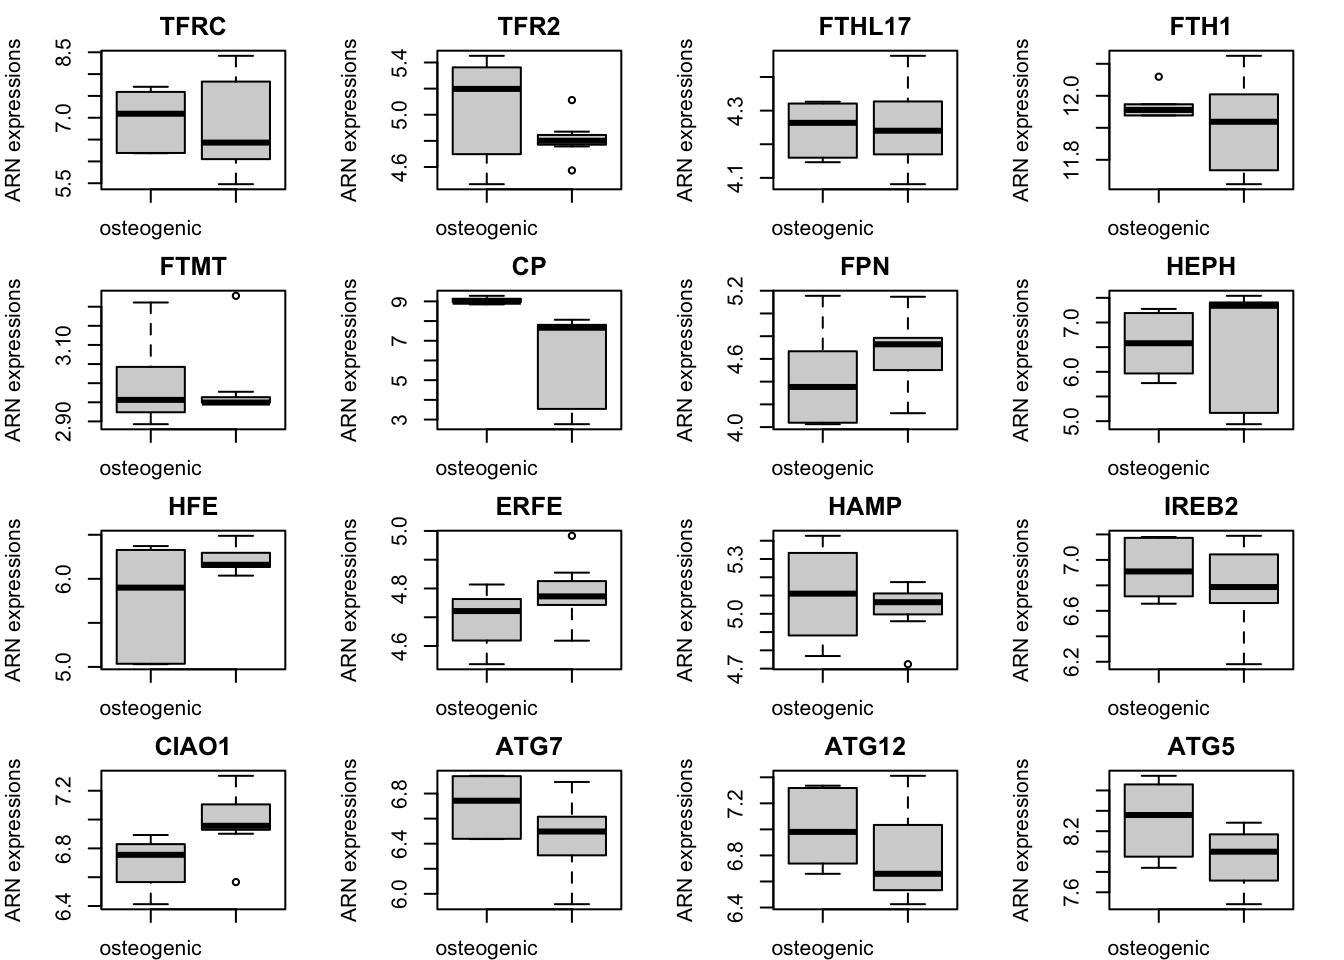 TFRC
ARN expressions
8.5
7.0
5.5
osteogenic
TFR2
ARN expressions
5.4
5.0
4.6
osteogenic
FTHL17
ARN expressions
4.3
4.1
osteogenic
FTH1
ARN expressions
12.0
11.8
osteogenic
FTMT
ARN expressions
3.10
2.90
osteogenic
CP
ARN expressions
9
7
5
3
osteogenic
FPN
ARN expressions
5.2
4.6
4.0
osteogenic
HEPH
ARN expressions
7.0
6.0
5.0
osteogenic
HFE
ARN expressions
6.0
5.0
osteogenic
ERFE
ARN expressions
5.0
4.8
4.6
osteogenic
HAMP
ARN expressions
5.3
5.0
4.7
osteogenic
IREB2
ARN expressions
7.0
6.6
6.2
osteogenic
CIAO1
ARN expressions
7.2
6.8
6.4
osteogenic
ATG7
ARN expressions
6.8
6.4
6.0
osteogenic
ATG12
ARN expressions
7.2
6.8
6.4
osteogenic
ATG5
ARN expressions
8.2
7.6
osteogenic